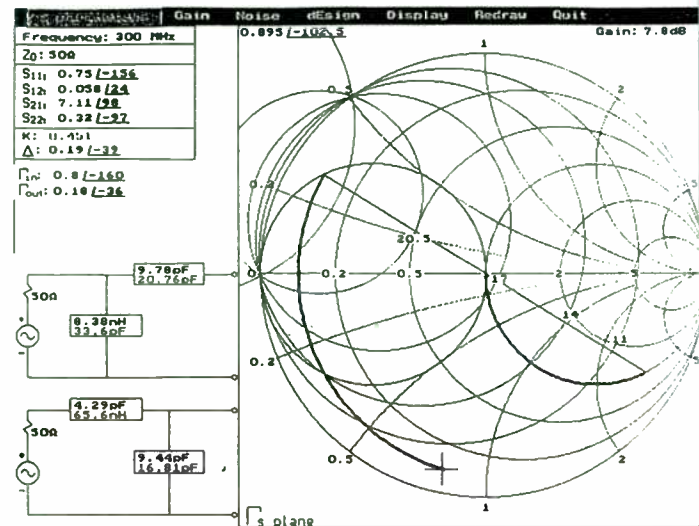 Gain Noise dEsign Display Redraw Quit
Frequency: 300 MHz
Z0: 50Ω
S11: 0.75/-156
S12: 0.058/24
S21: 7.11/98
S22: 0.32/-97
K: 0.451
Δ: 0.19/-39
Γin: 0.8/-160
Γout: 0.18/-36
0.895/-102.5
Gain: 7.8dB
1
2
0.5
0.2
20.5
0
0.2
0.5
17
2
5
14
11
0.2
0.5
2
1
Γs plane
9.78pF
20.76pF
50Ω
8.38nH
33.6pF
4.29pF
65.6nH
50Ω
9.44pF
16.81pF